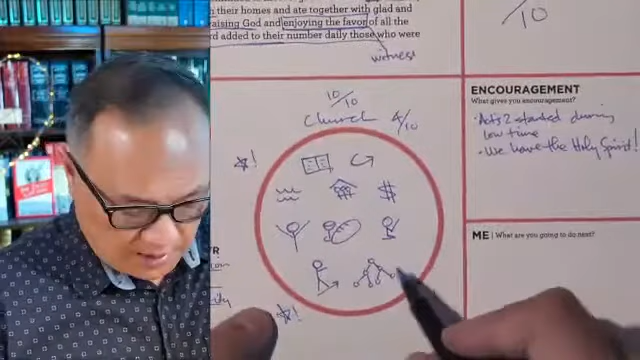 their homes and ate together with glad and
raising God and enjoying the favor of all the
rd added to their number daily those who were
witness
/10
10/10
Church 4/10
!
$
!
ENCOURAGEMENT
What gives you encouragement?
· Acts 2 started during
low time
· We have the Holy Spirit!
ME | What are you going to do next?